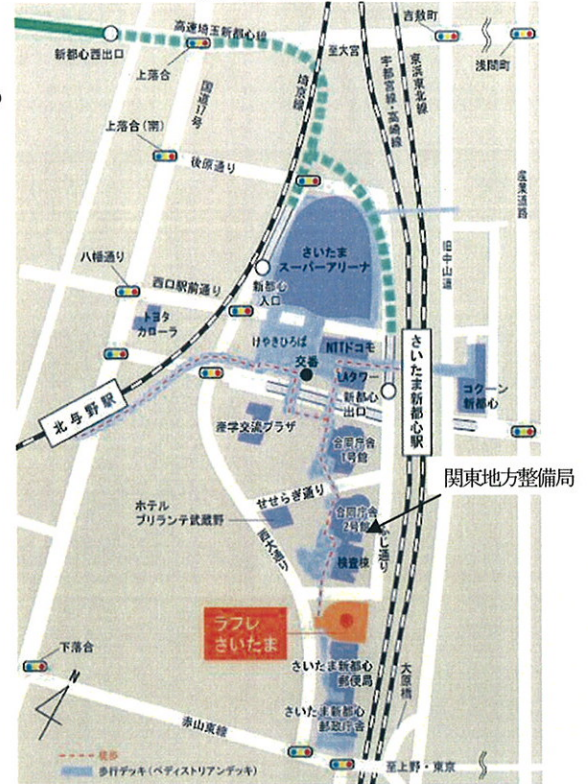 高速埼玉新都心線
吉敷町
新都心西出口
上落合
至大宮
浅間町
国道17号
埼京線
宇都宮線・高崎線
京浜東北線
上落合(南)
後原通り
産業道路
さいたま
スーパーアリーナ
旧中山道
八幡通り
西口駅前通り
新都心
入口
トヨタ
カローラ
けやきひろば
NTTドコモ
交番
LAタワー
さいたま新都心駅
コクーン
新都心
新都心
出口
北与野駅
産学交流プラザ
合同庁舎
1号館
関東地方整備局
せせらぎ通り
ホテル
ブリランテ武蔵野
合同庁舎
2号館
ふじ通り
西大通り
検査棟
ラフレ
さいたま
下落合
さいたま新都心
郵便局
大原橋
さいたま新都心
郵政庁舎
赤山東線
徒歩
歩行デッキ(ペディストリアンデッキ)
至上野・東京